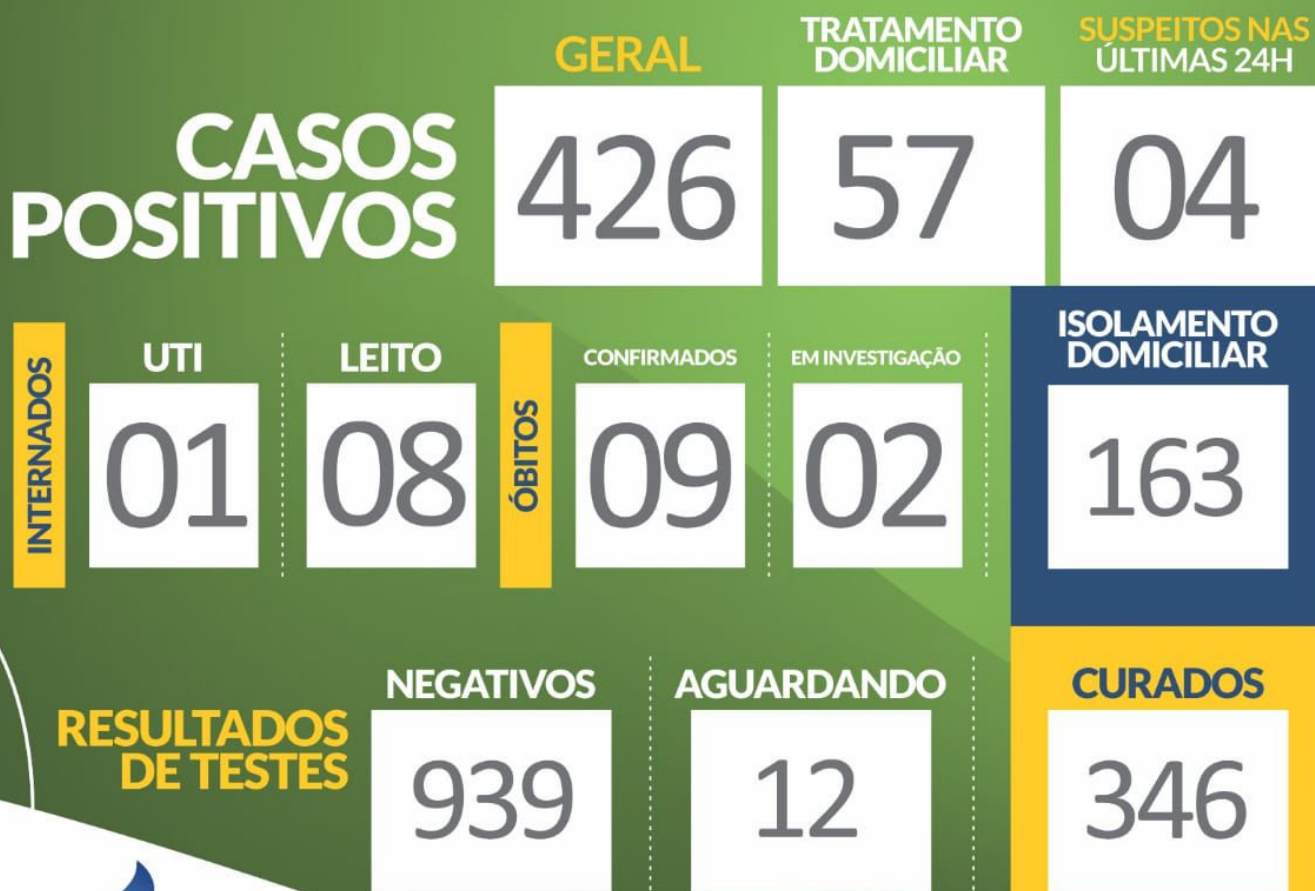 CASOS
POSITIVOS
GERAL
426
TRATAMENTO
DOMICILIAR
57
SUSPEITOS NAS
ÚLTIMAS 24H
04
INTERNADOS
UTI
01
LEITO
08
ÓBITOS
CONFIRMADOS
09
EM INVESTIGAÇÃO
02
ISOLAMENTO
DOMICILIAR
163
RESULTADOS
DE TESTES
NEGATIVOS
939
AGUARDANDO
12
CURADOS
346